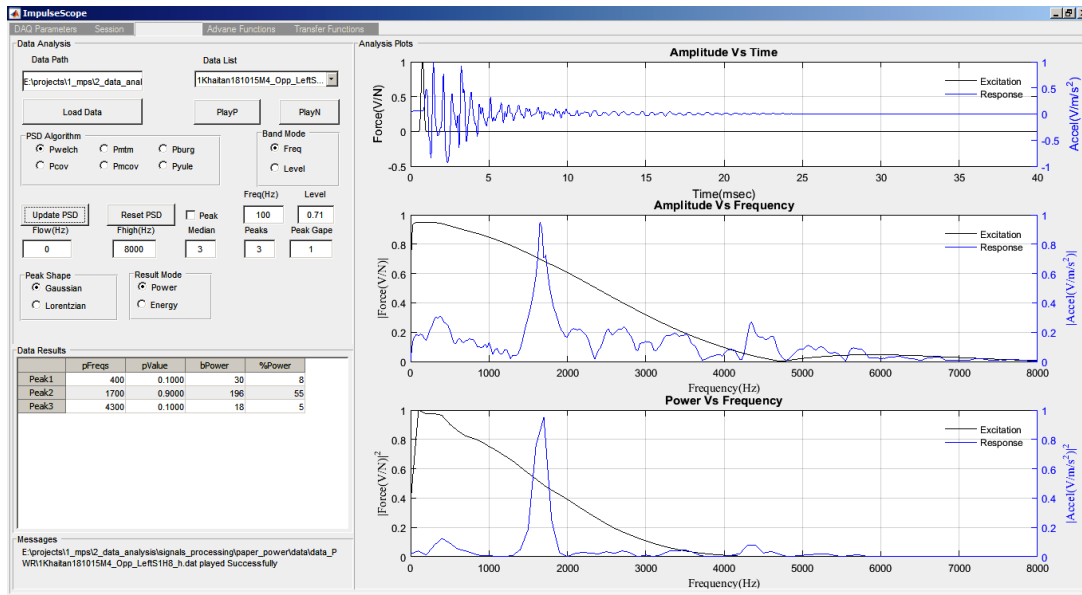 ImpulseScope
DAQ Parameters Session Advane Functions Transfer Functions
Data Analysis
Data Path Data List
E:\projects\1_mps\2_data_anal 1Khaitan181015M4_Opp_LeftS...
Load Data PlayP PlayN
PSD Algorithm
Pwelch Pmtm Pburg
Pcov Pmcov Pyule
Band Mode
Freq
Level
Freq(Hz) Level
Update PSD Reset PSD Peak 100 0.71
Flow(Hz) Fhigh(Hz) Median Peaks Peak Gape
0 8000 3 3 1
Peak Shape
Gaussian
Lorentzian
Result Mode
Power
Energy
Data Results
pFreqs pValue bPower %Power
Peak1 400 0.1000 30 8
Peak2 1700 0.9000 196 55
Peak3 4300 0.1000 18 5
Messages
E:\projects\1_mps\2_data_analysis\signals_processing\paper_power\data\data_P
WR\1Khaitan181015M4_Opp_LeftS1H8_h.dat played Successfully
Analysis Plots
Amplitude Vs Time
Force(V/N)
1
0.5
0
-0.5
Excitation
Response
1
0.5
0
-0.5
-1
Accel(V/m/s²)
0 5 10 15 20 25 30 35 40
Time(msec)
Amplitude Vs Frequency
|Force(V/N)|
1
0.8
0.6
0.4
0.2
0
Excitation
Response
1
0.8
0.6
0.4
0.2
0
|Accel(V/m/s²)|
0 1000 2000 3000 4000 5000 6000 7000 8000
Frequency(Hz)
Power Vs Frequency
|Force(V/N)|²
1
0.8
0.6
0.4
0.2
0
Excitation
Response
1
0.8
0.6
0.4
0.2
0
|Accel(V/m/s²)|²
0 1000 2000 3000 4000 5000 6000 7000 8000
Frequency(Hz)